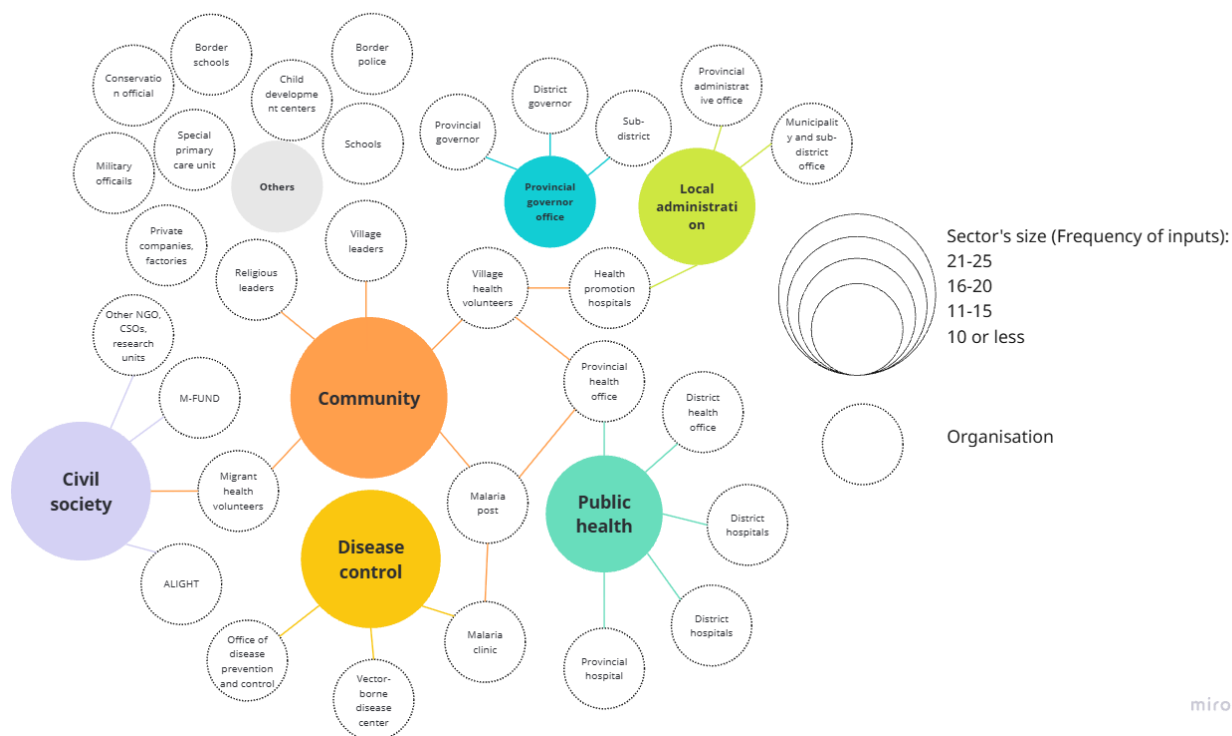 Border
schools
Border
police
Conservatio
n official
Child
developme
nt centers
Special
primary
care unit
Schools
Military
officails
Others
Private
companies,
factories
Provincial
governor
District
governor
Sub-
district
Provincial
governor
office
Provincial
administrat
ive office
Municipalit
y and sub-
district
office
Local
administrati
on
Village
leaders
Religious
leaders
Village
health
volunteers
Health
promotion
hospitals
Other NGO,
CSOs,
research
units
M-FUND
Community
Provincial
health
office
District
health
office
Civil
society
Migrant
health
volunteers
Malaria
post
Public
health
District
hospitals
ALIGHT
Disease
control
District
hospitals
Office of
disease
prevention
and control
Vector-
borne
disease
center
Malaria
clinic
Provincial
hospital
Sector's size (Frequency of inputs):
21-25
16-20
11-15
10 or less
Organisation
miro